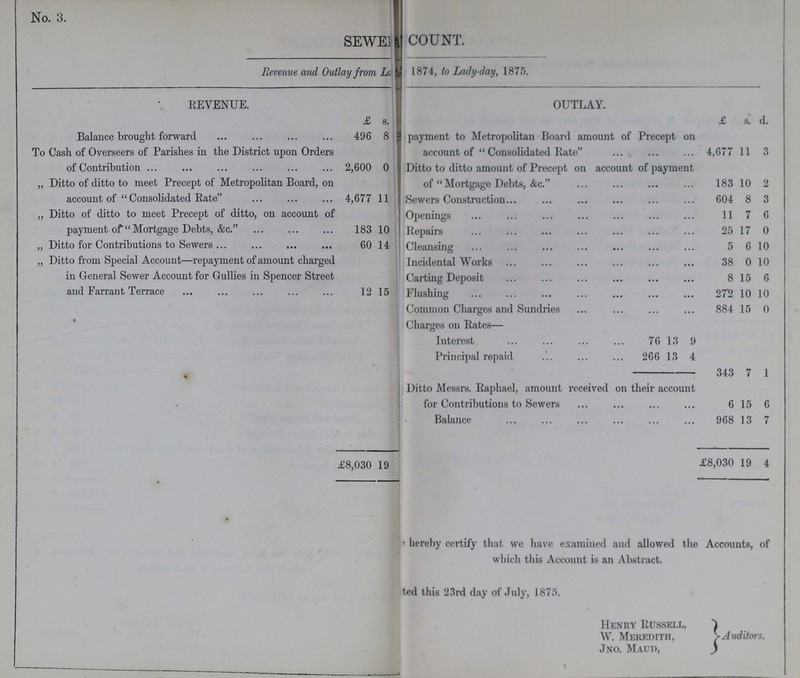 No. 3.
SEWE COUNT.
Revenue and Outlay from 1874, to Lady-day, 1875.
REVENUE.
£ s.
Balance brought forward ... ... ... ... 496 8
To Cash of Overseers of Parishes in the District upon Orders
of Contribution ... ... ... ... ... ... 2,600 0
„ Ditto of ditto to meet Precept of Metropolitan Board, on
account of "Consolidated Rate" ... ... ... 4,677 11
„ Ditto of ditto to meet Precept of ditto, on account of
payment of "Mortgage Debts, &c." ... ... ... 183 10
„ Ditto for Contributions to Sewers ... ... ... ... 60 14
„ Ditto from Special Account—repayment of amount charged
in General Sewer Account for Gullies in Spencer Street
and Farrant Terrace ... ... ... ... ... 12 15
£8,030 19
OUTLAY.
£ s. d.
payment to Metropolitan Board amount of Precept on
account of "Consolidated Rate" ... ... ... 4,677 11 3
Ditto to ditto amount of Precept on account of payment
of "Mortgage Debts, &c." ... ... ... ... 183 10 2
Sewers Construction... ... ... ... ... ... 604 8 3
Openings ... ... ... ... ... ... ... 11 7 6
Repairs ... ... ... ... ... ... ... 25 17 0
Cleansing ... ... ... ... ... ... ... 5 6 10
Incidental Works ... ... ... ... ... ... 38 0 10
Carting Deposit ... ... ... ... ... ... 8 15 6
Flushing ... ... ... ... ... ... ... 272 10 10
Common Charges and Sundries ... ... ... ... 884 15 0
Charges on Rates—
Interest ... ... ... ... 76 13 9
Principal repaid ... ... ... 266 13 4
343 7 1
Ditto Messrs. Raphael, amount received on their account
for Contributions to Sewers ... ... ... ... 6 15 6
Balance ... ... ... ... ... ... 968 13 7
£8,030 19 4
hereby certify that we have examined and allowed the Accounts, of
which this Account is an Abstract.
ted this 23rd day of July, 1875.
HENRY RUSSELL,
W. MEREDITH,
JNO. MAUD,
} Auditors.